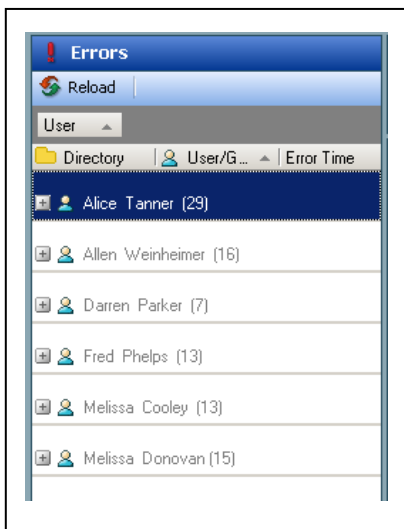 Errors
Reload
User
Directory User/G... Error Time
Alice Tanner (29)
Allen Weinheimer (16)
Darren Parker (7)
Fred Phelps (13)
Melissa Cooley (13)
Melissa Donovan (15)